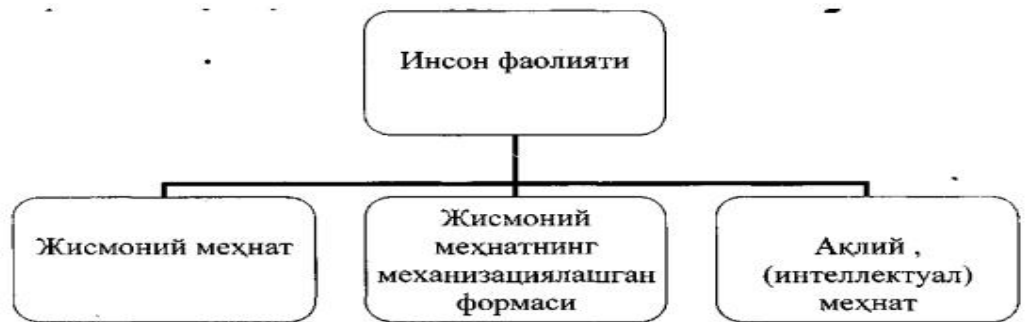 Инсон фаолияти
Жисмоний меҳнат
Жисмоний
меҳнатнинг
механизациялашган
формаси
Ақлий ,
(интеллектуал)
меҳнат